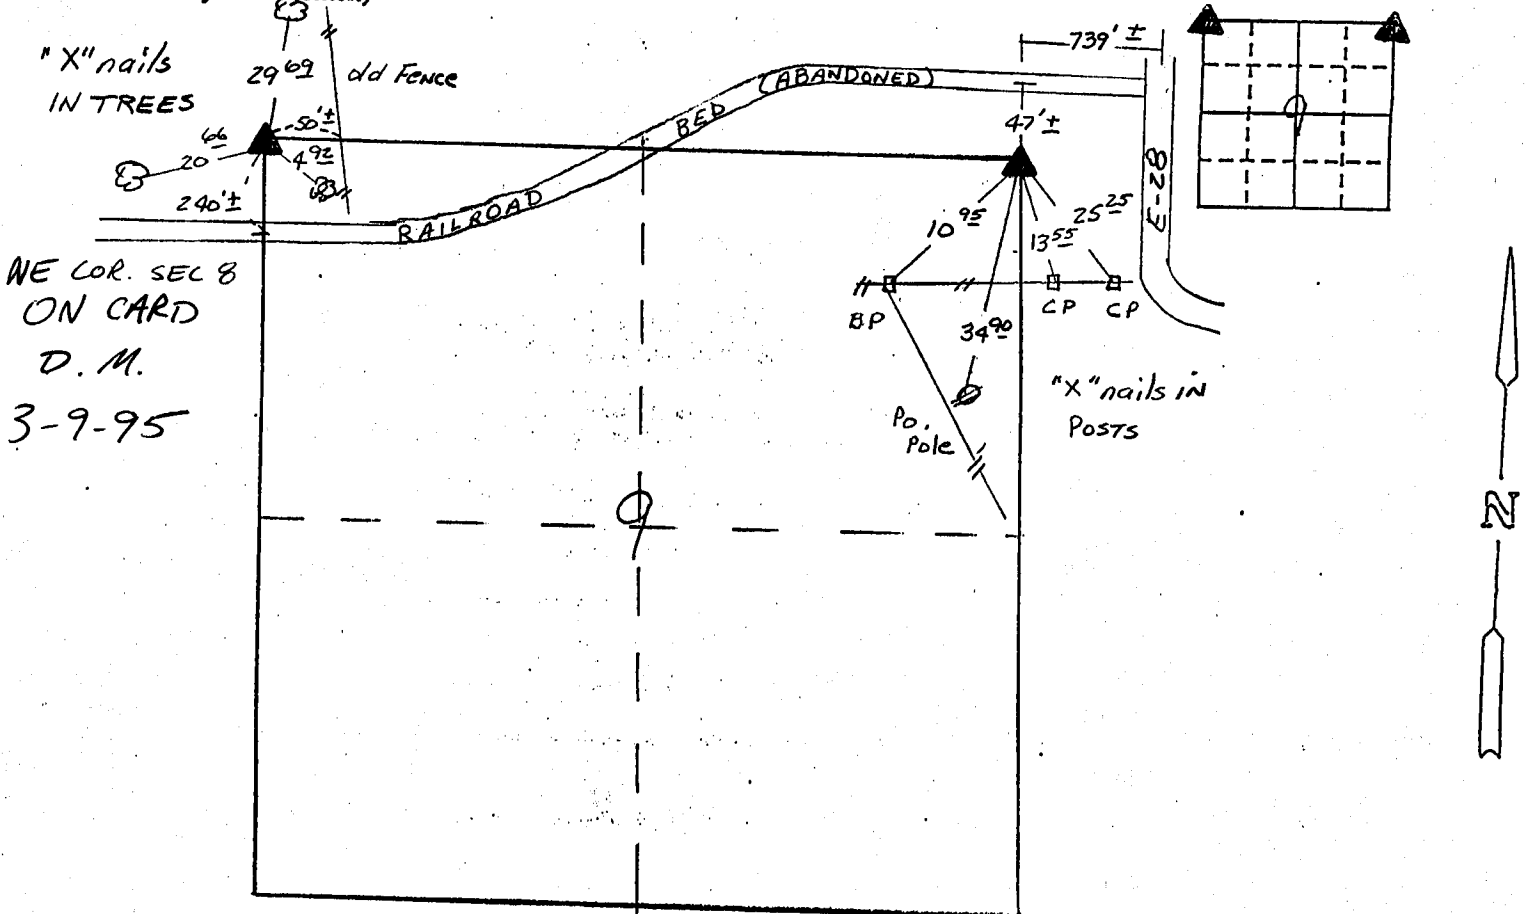 "X" nails
IN TREES
29 69
old Fence
50'±
20 66
4 92
240'±
RAILROAD BED (ABANDONED)
739'±
47'±
E-28
9
NE COR. SEC 8
ON CARD
D. M.
3-9-95
10 95
13 55
25 25
BP
CP
CP
34 90
Po.
Pole
"X" nails in
POSTS
9
N